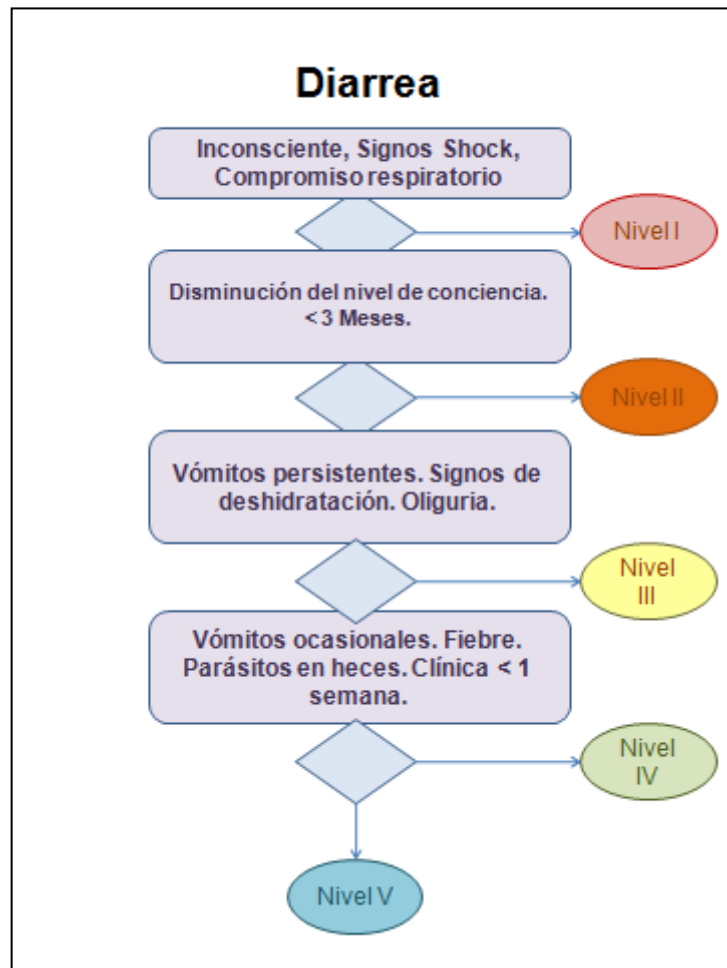 Diarrea
Inconsciente, Signos Shock,
Compromiso respiratorio
Nivel I
Disminución del nivel de conciencia.
< 3 Meses.
Nivel II
Vómitos persistentes. Signos de
deshidratación. Oliguria.
Nivel
III
Vómitos ocasionales. Fiebre.
Parásitos en heces. Clínica < 1
semana.
Nivel
IV
Nivel V